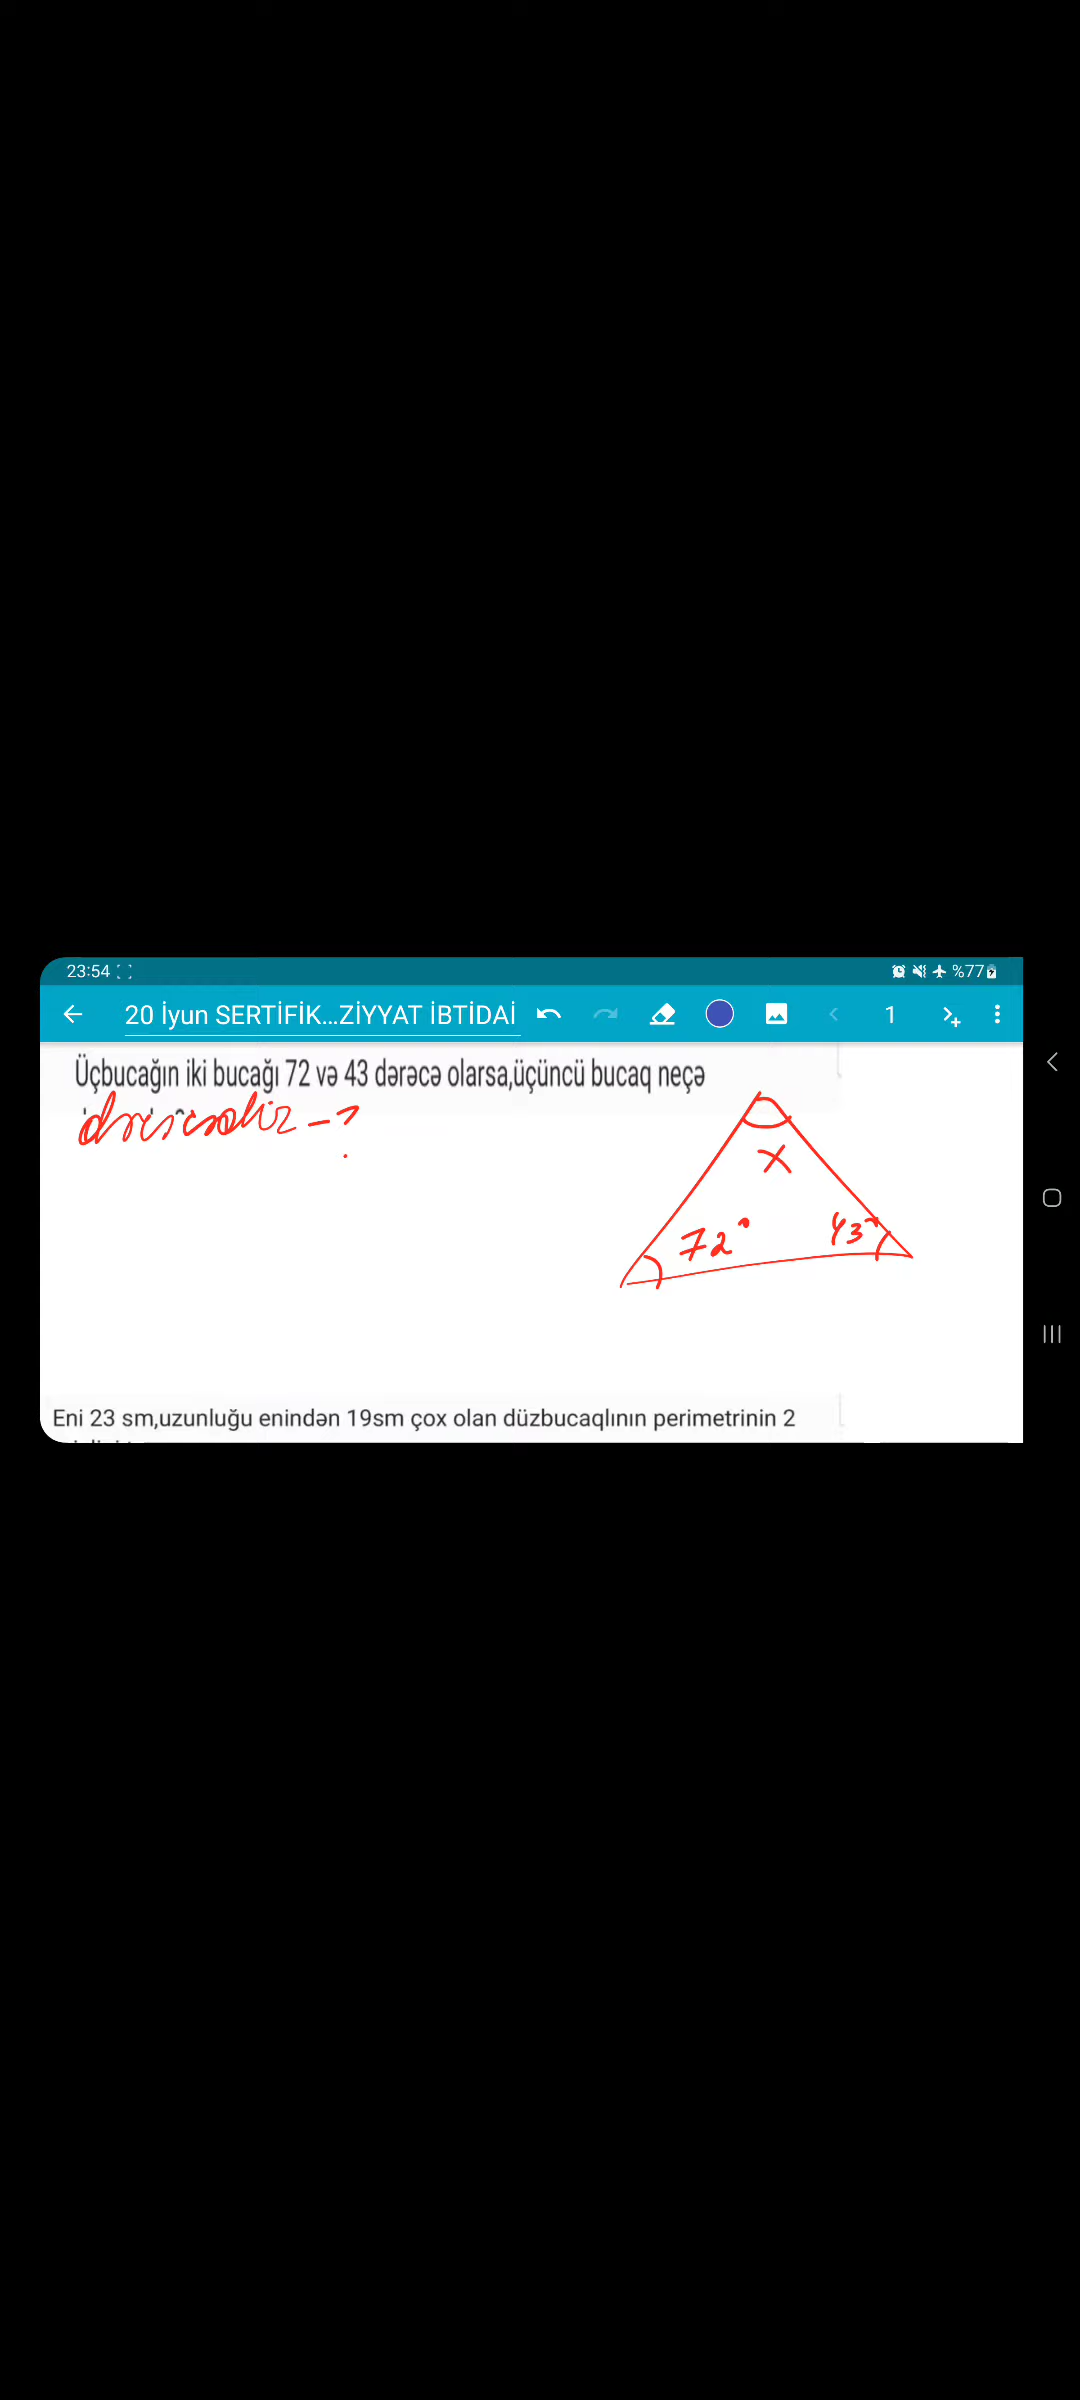 23:54
%77
20 İyun SERTİFİK...ZİYYAT İBTİDAİ
1
Üçbucağın iki bucağı 72 və 43 dərəcə olarsa,üçüncü bucaq neçə
-?
x
72°
43°
Eni 23 sm,uzunluğu enindən 19sm çox olan düzbucaqlının perimetrinin 2